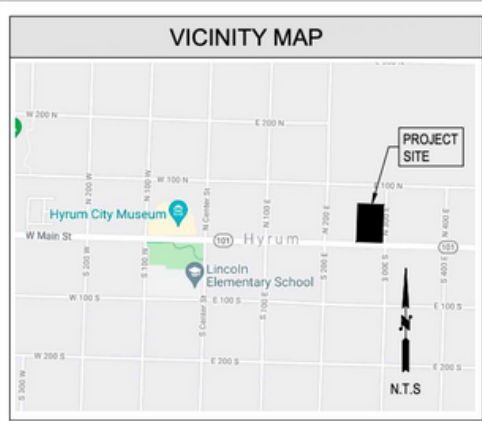 VICINITY MAP
W 200 N
E 200 N
PROJECT
SITE
W 100 N
E 100 N
N 200 W
N 100 W
N Center St
N 100 E
N 200 E
N 300 E
N 400 E
Hyrum City Museum
W Main St
101
Hyrum
101
S 200 W
S 100 W
Lincoln
Elementary School
S 200 E
S 300 E
S 400 E
W 100 S
S Center St
E 100 S
S 100 E
E 100 S
N
W 200 S
E 200 S
E 200 S
S 300 W
N.T.S